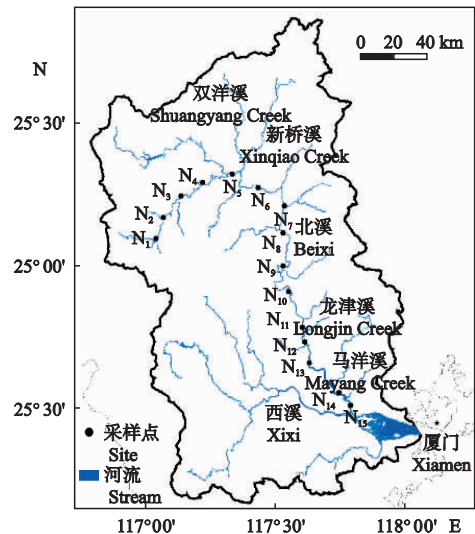 0 20 40 km
N
双洋溪
Shuangyang Creek
25°30′
新桥溪
Xinqiao Creek
N4
N3
N5
N6
N2
N7
N1
北溪
Beixi
N8
25°00′
N9
N10
龙津溪
N11
Longjin Creek
N12
马洋溪
N13
Mayang Creek
25°30′
西溪
Xixi
N14
N15
采样点
Site
河流
Stream
厦门
Xiamen
117°00′ 117°30′ 118°00′ E